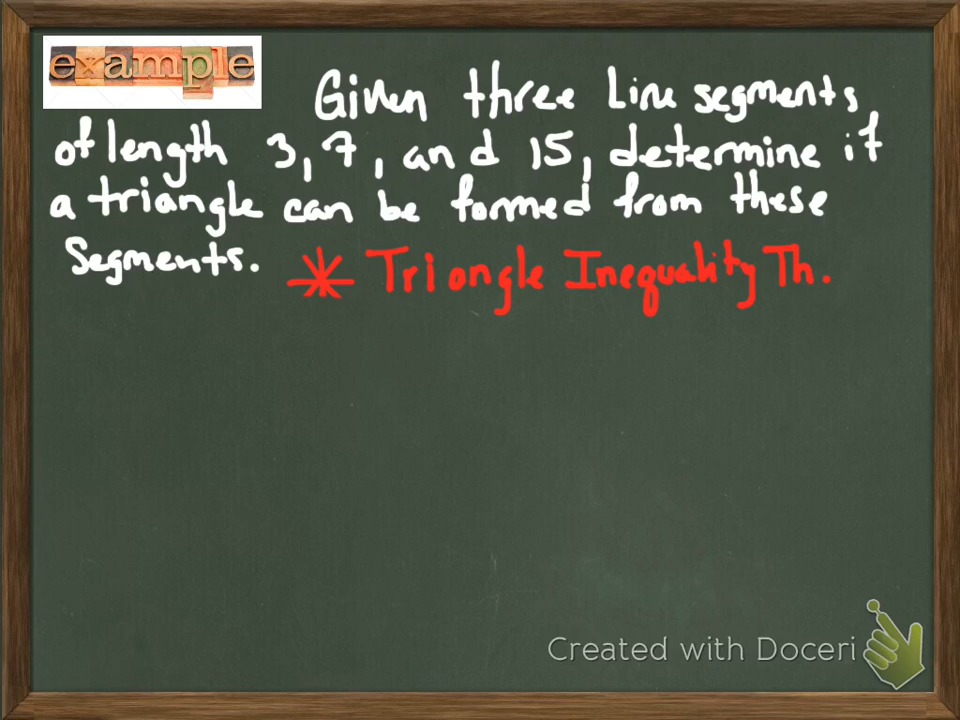 example
Given three Line segments
of length 3, 7, and 15, determine if
a triangle can be formed from these
Segments. * Triangle Inequality Th.
Created with Doceri